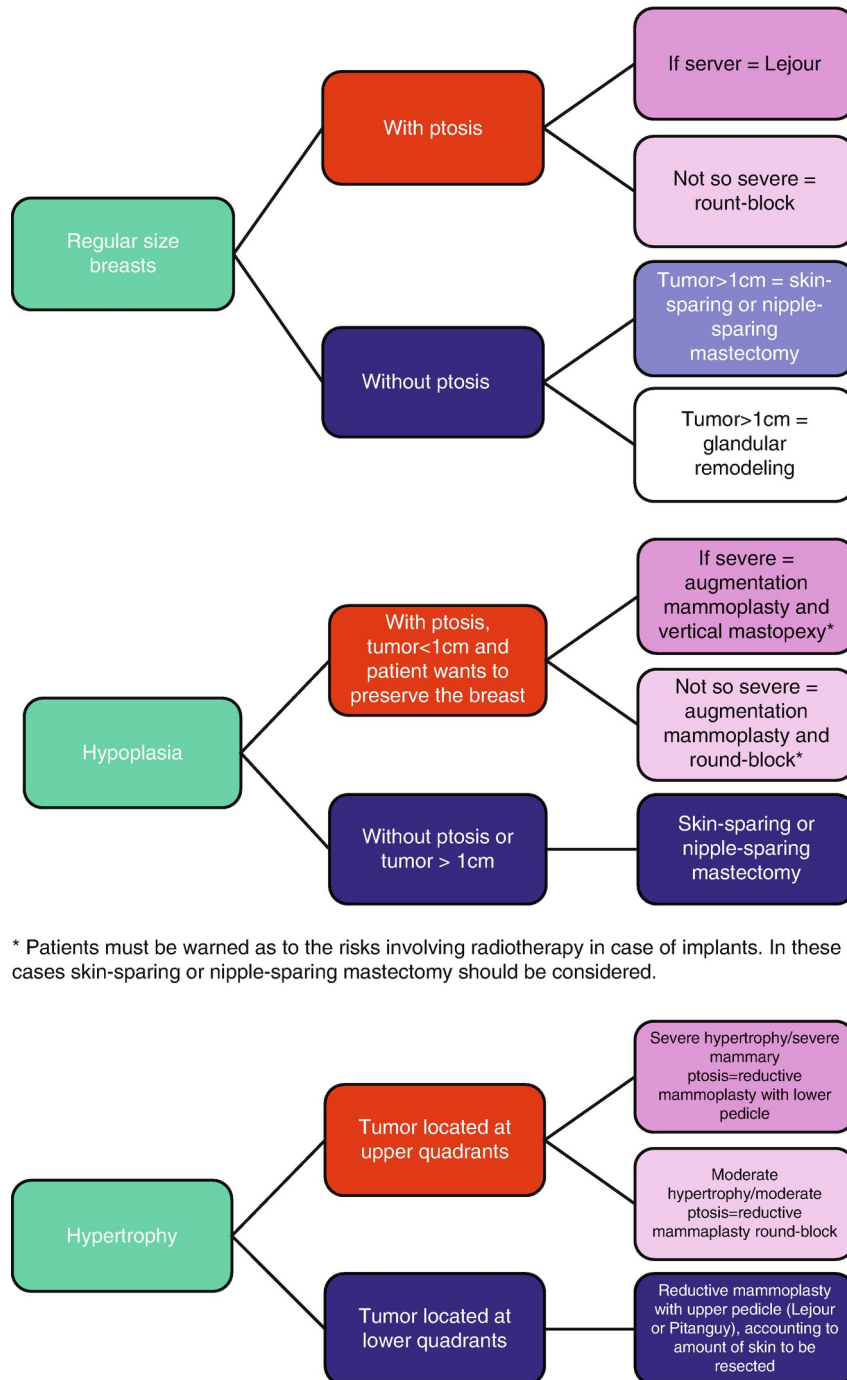 If server = Lejour
With ptosis
Not so severe =
rount-block
Regular size
breasts
Tumor>1cm = skin-
sparing or nipple-
sparing
mastectomy
Without ptosis
Tumor>1cm =
glandular
remodeling
If severe =
augmentation
mammoplasty and
vertical mastopexy*
With ptosis,
tumor<1cm and
patient wants to
preserve the breast
Not so severe =
augmentation
mammoplasty and
round-block*
Hypoplasia
Without ptosis or
tumor > 1cm
Skin-sparing or
nipple-sparing
mastectomy
* Patients must be warned as to the risks involving radiotherapy in case of implants. In these
cases skin-sparing or nipple-sparing mastectomy should be considered.
Severe hypertrophy/severe
mammary
ptosis=reductive
mammoplasty with lower
pedicle
Tumor located at
upper quadrants
Moderate
hypertrophy/moderate
ptosis=reductive
mammaplasty round-block
Hypertrophy
Tumor located at
lower quadrants
Reductive mammoplasty
with upper pedicle (Lejour
or Pitanguy), accounting to
amount of skin to be
resected